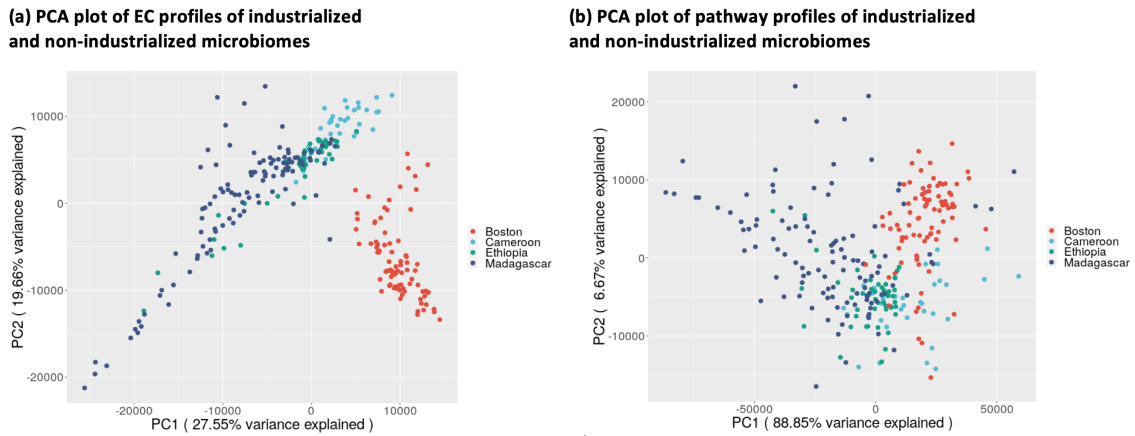 (a) PCA plot of EC profiles of industrialized
and non-industrialized microbiomes
10000
0
-10000
-20000
PC2 ( 19.66% variance explained )
-20000 -10000 0 10000
PC1 ( 27.55% variance explained )
Boston
Cameroon
Ethiopia
Madagascar
(b) PCA plot of pathway profiles of industrialized
and non-industrialized microbiomes
20000
10000
0
-10000
PC2 ( 6.67% variance explained )
-50000 0 50000
PC1 ( 88.85% variance explained )
Boston
Cameroon
Ethiopia
Madagascar